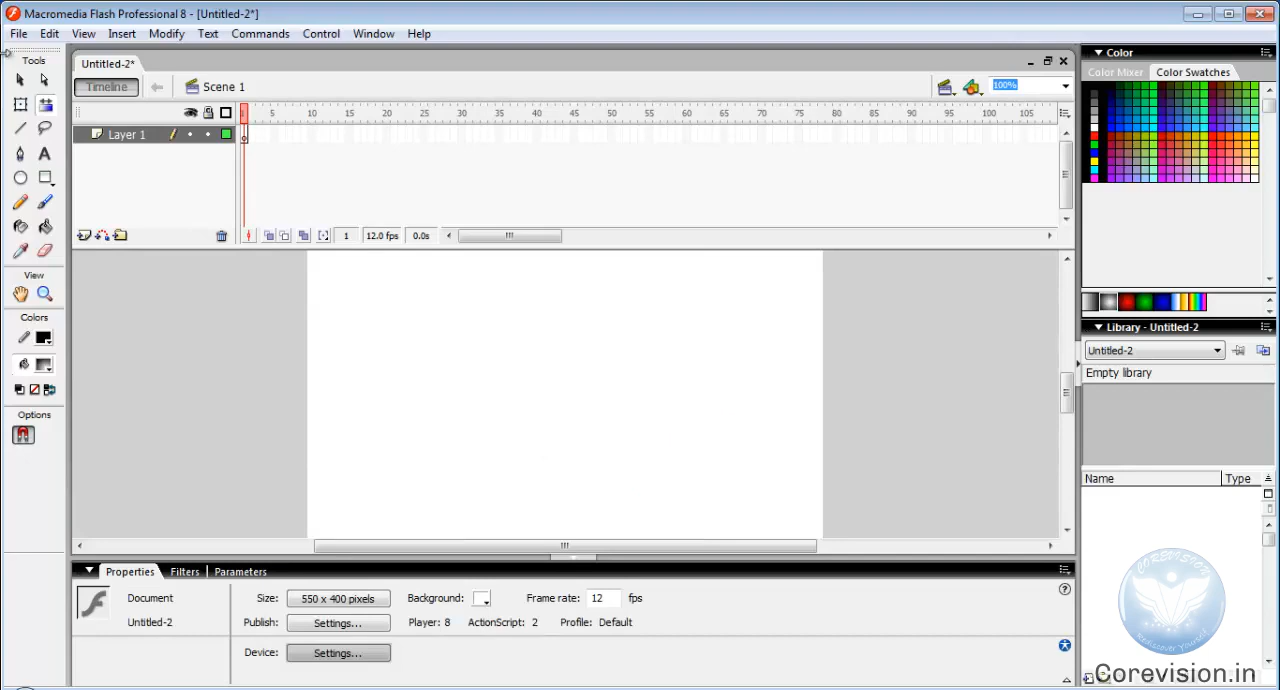 Macromedia Flash Professional 8 - [Untitled-2*]
File Edit View Insert Modify Text Commands Control Window Help
Tools
Untitled-2*
Timeline
Scene 1
100%
Layer 1
1 5 10 15 20 25 30 35 40 45 50 55 60 65 70 75 80 85 90 95 100 105
1 12.0 fps 0.0s
View
Colors
Options
Color
Color Mixer Color Swatches
Library - Untitled-2
Untitled-2
Empty library
Name Type
Properties Filters Parameters
Document
Untitled-2
Size: 550 x 400 pixels Background: Frame rate: 12 fps
Publish: Settings... Player: 8 ActionScript: 2 Profile: Default
Device: Settings...
COREVISION
Rediscover Yourself
Corevision.in